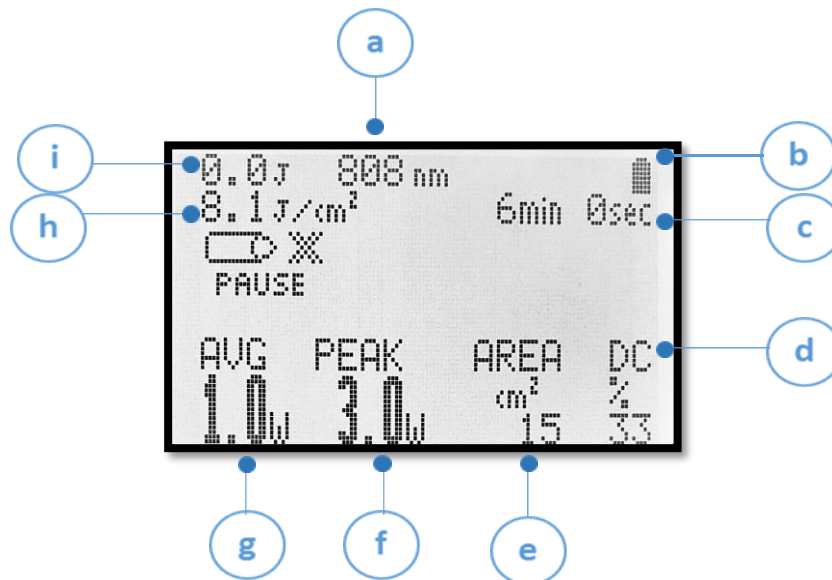 a
i
b
0.0J 808nm
h
8.1J/cm²
6min 0sec
c
PAUSE
AVG PEAK AREA DC
d
cm² %
1.0W 3.0W 15 33
g f e